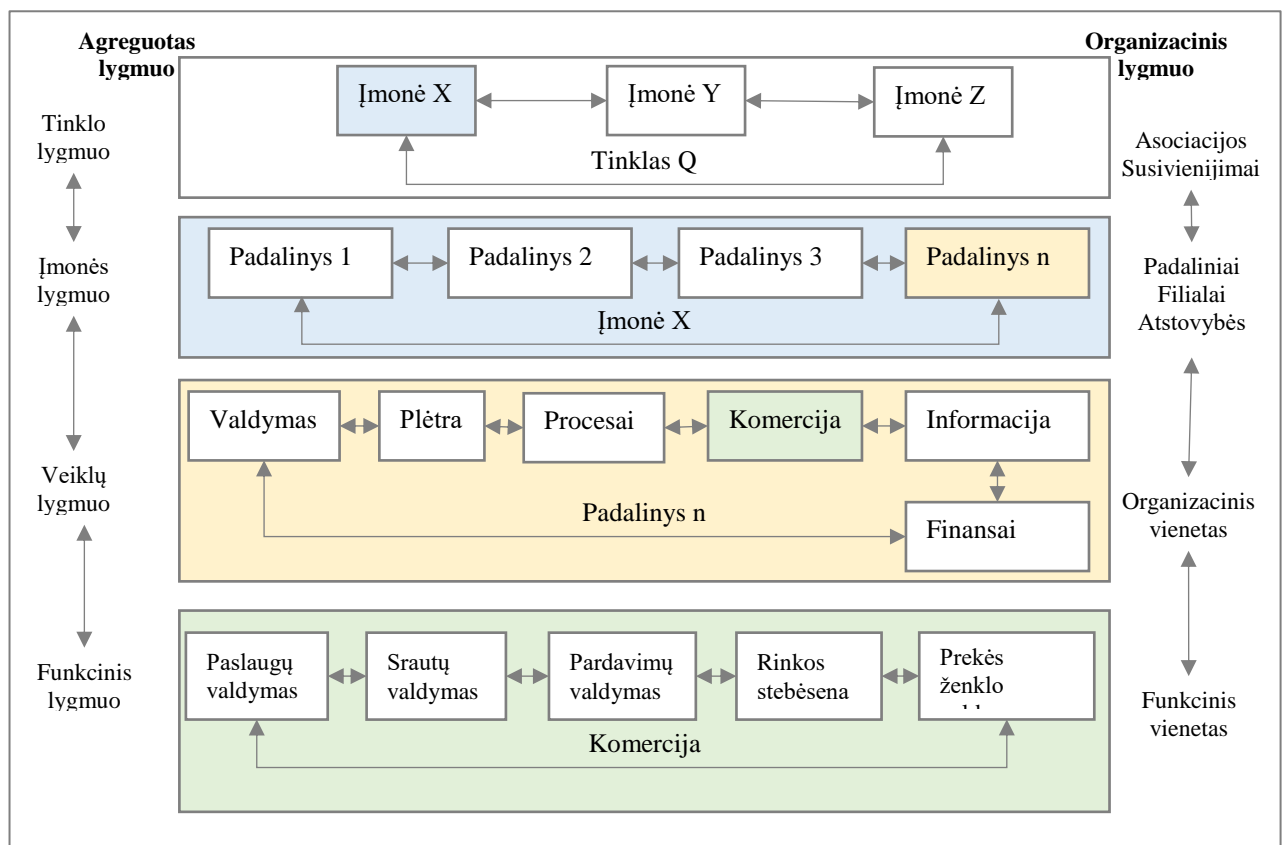 Agreguotas
lygmuo
Organizacinis
lygmuo
Tinklo
lygmuo
Įmonė X
Įmonė Y
Įmonė Z
Tinklas Q
Asociacijos
Susivienijimai
Įmonės
lygmuo
Padalinys 1
Padalinys 2
Padalinys 3
Padalinys n
Įmonė X
Padaliniai
Filialai
Atstovybės
Veiklų
lygmuo
Valdymas
Plėtra
Procesai
Komercija
Informacija
Padalinys n
Finansai
Organizacinis
vienetas
Funkcinis
lygmuo
Paslaugų
valdymas
Srautų
valdymas
Pardavimų
valdymas
Rinkos
stebėsena
Prekės
ženklo
Komercija
Funkcinis
vienetas